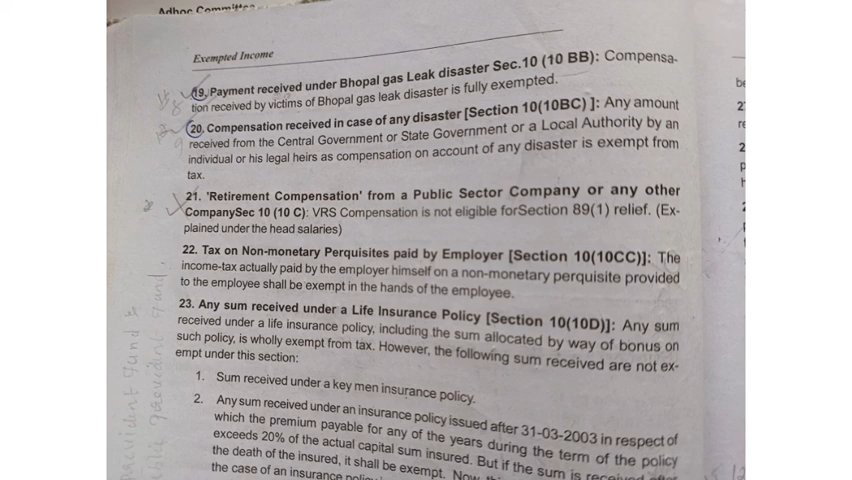 Adhoc Committee
Exempted Income
19. Payment received under Bhopal gas Leak disaster Sec.10 (10 BB): Compensa-
tion received by victims of Bhopal gas leak disaster is fully exempted.
20. Compensation received in case of any disaster [Section 10(10BC) ]: Any amount
received from the Central Government or State Government or a Local Authority by an
individual or his legal heirs as compensation on account of any disaster is exempt from
tax.
21. 'Retirement Compensation' from a Public Sector Company or any other
CompanySec 10 (10 C): VRS Compensation is not eligible forSection 89(1) relief. (Ex-
plained under the head salaries)
22. Tax on Non-monetary Perquisites paid by Employer [Section 10(10CC)]: The
income-tax actually paid by the employer himself on a non-monetary perquisite provided
to the employee shall be exempt in the hands of the employee.
23. Any sum received under a Life Insurance Policy [Section 10(10D)]: Any sum
received under a life insurance policy, including the sum allocated by way of bonus on
such policy, is wholly exempt from tax. However, the following sum received are not ex-
empt under this section:
1. Sum received under a key men insurance policy.
2. Any sum received under an insurance policy issued after 31-03-2003 in respect of
which the premium payable for any of the years during the term of the policy
exceeds 20% of the actual capital sum insured. But if the sum is received after
the death of the insured, it shall be exempt. Now
the case of an insurance policy
provident fund
provident fund